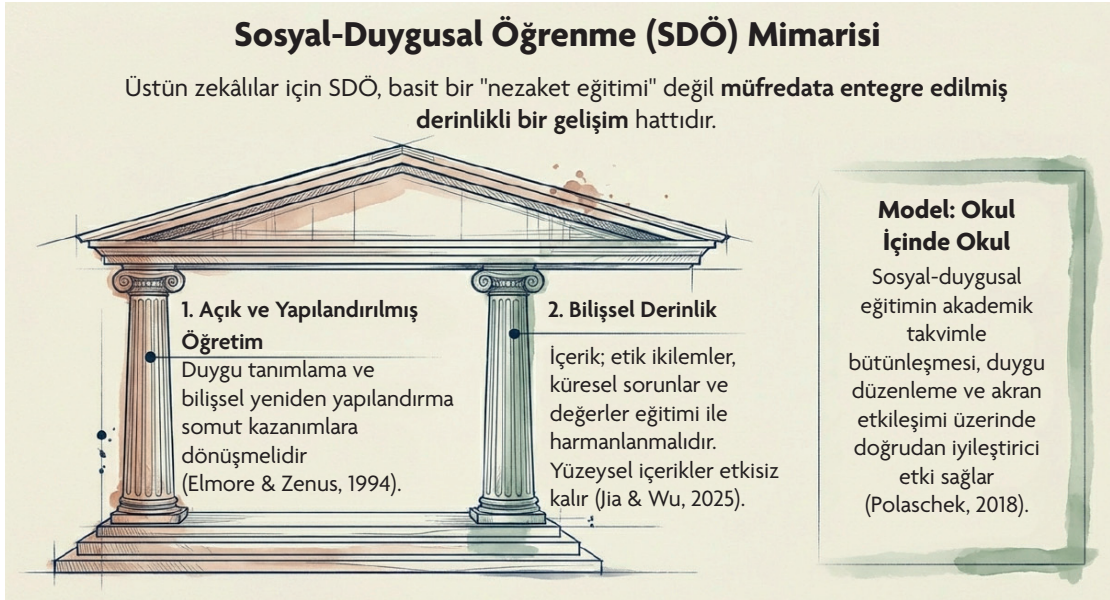 Sosyal-Duygusal Öğrenme (SDÖ) Mimarisi
Üstün zekâlılar için SDÖ, basit bir "nezaket eğitimi" değil müfredata entegre edilmiş
derinlikli bir gelişim hattıdır.
1. Açık ve Yapılandırılmış
Öğretim
Duygu tanımlama ve
bilişsel yeniden yapılandırma
somut kazanımlara
dönüşmelidir
(Elmore & Zenus, 1994).
2. Bilişsel Derinlik
İçerik; etik ikilemler,
küresel sorunlar ve
değerler eğitimi ile
harmanlanmalıdır.
Yüzeysel içerikler etkisiz
kalır (Jia & Wu, 2025).
Model: Okul
İçinde Okul
Sosyal-duygusal
eğitimin akademik
takvimle
bütünleşmesi, duygu
düzenleme ve akran
etkileşimi üzerinde
doğrudan iyileştirici
etki sağlar
(Polaschek, 2018).